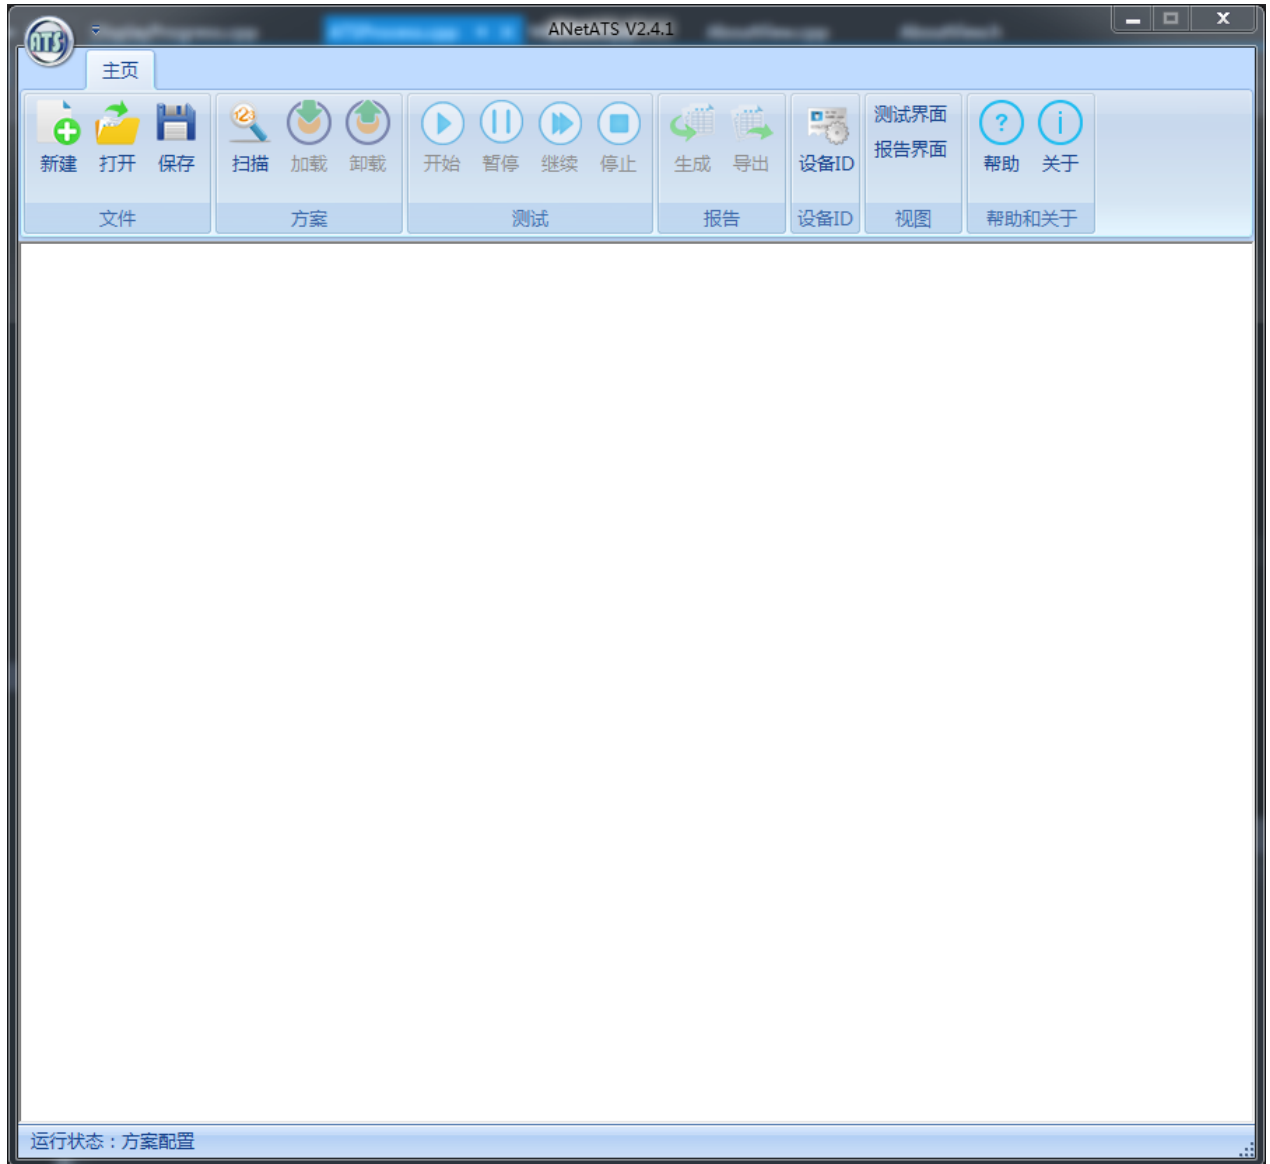 ANetATS V2.4.1
ATS
主页
新建 打开 保存 扫描 加载 卸载 开始 暂停 继续 停止 生成 导出 设备ID 测试界面 报告界面 帮助 关于
文件 方案 测试 报告 设备ID 视图 帮助和关于
运行状态：方案配置